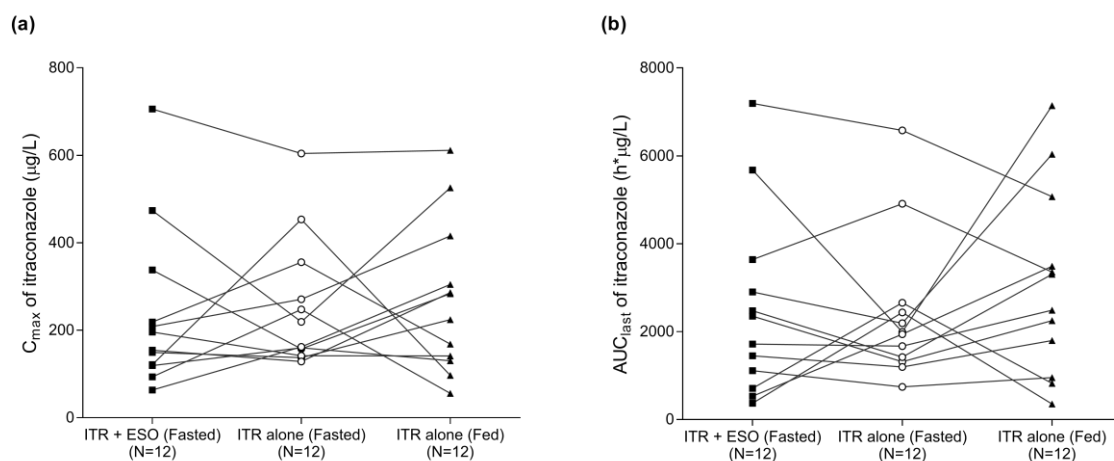 (a)
C_max of itraconazole (μg/L)
800
600
400
200
0
ITR + ESO (Fasted)
(N=12)
ITR alone (Fasted)
(N=12)
ITR alone (Fed)
(N=12)
(b)
AUC_last of itraconazole (h*μg/L)
8000
6000
4000
2000
0
ITR + ESO (Fasted)
(N=12)
ITR alone (Fasted)
(N=12)
ITR alone (Fed)
(N=12)